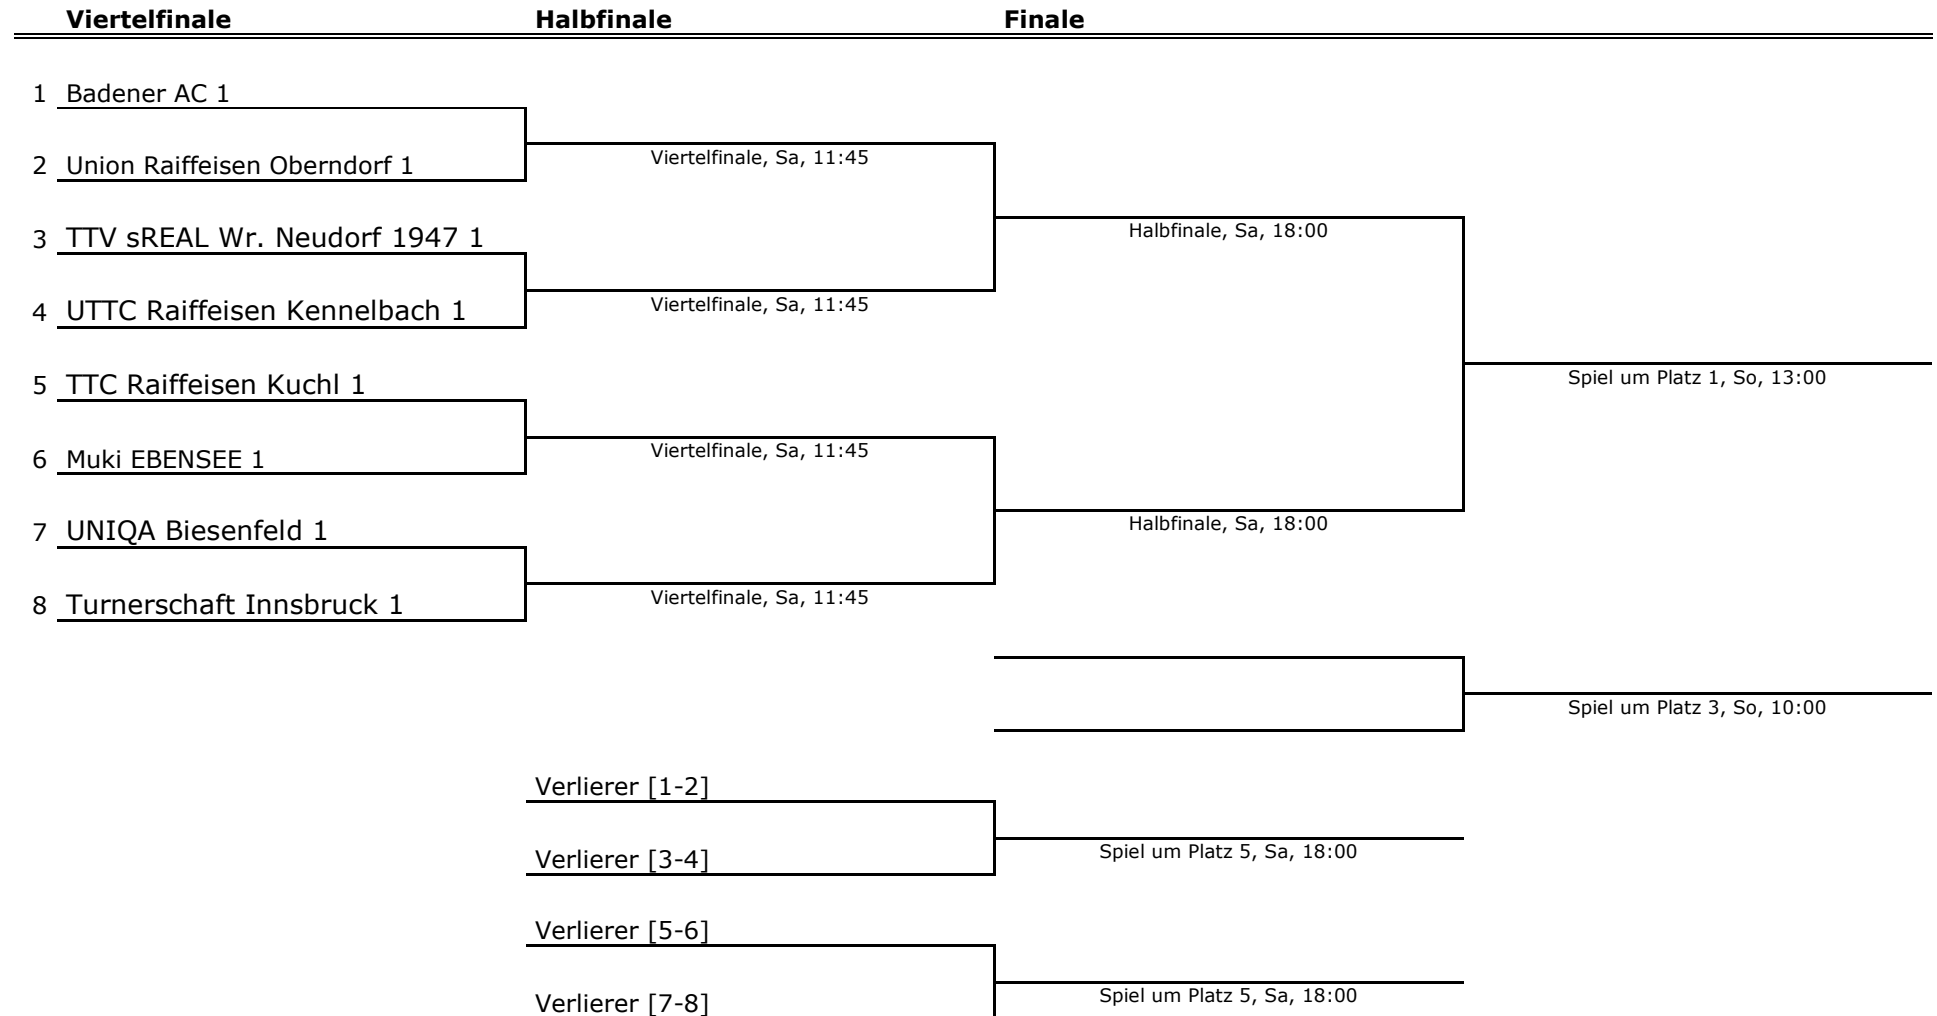 Viertelfinale Halbfinale Finale
1 Badener AC 1
Viertelfinale, Sa, 11:45
2 Union Raiffeisen Oberndorf 1
Halbfinale, Sa, 18:00
3 TTV sREAL Wr. Neudorf 1947 1
Viertelfinale, Sa, 11:45
4 UTTC Raiffeisen Kennelbach 1
Spiel um Platz 1, So, 13:00
5 TTC Raiffeisen Kuchl 1
Viertelfinale, Sa, 11:45
6 Muki EBENSEE 1
Halbfinale, Sa, 18:00
7 UNIQA Biesenfeld 1
Viertelfinale, Sa, 11:45
8 Turnerschaft Innsbruck 1
Spiel um Platz 3, So, 10:00
Verlierer [1-2]
Spiel um Platz 5, Sa, 18:00
Verlierer [3-4]
Verlierer [5-6]
Spiel um Platz 5, Sa, 18:00
Verlierer [7-8]